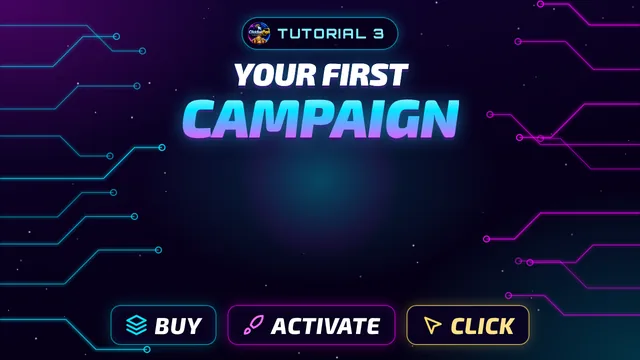 TUTORIAL 3
YOUR FIRST
CAMPAIGN
BUY
ACTIVATE
CLICK